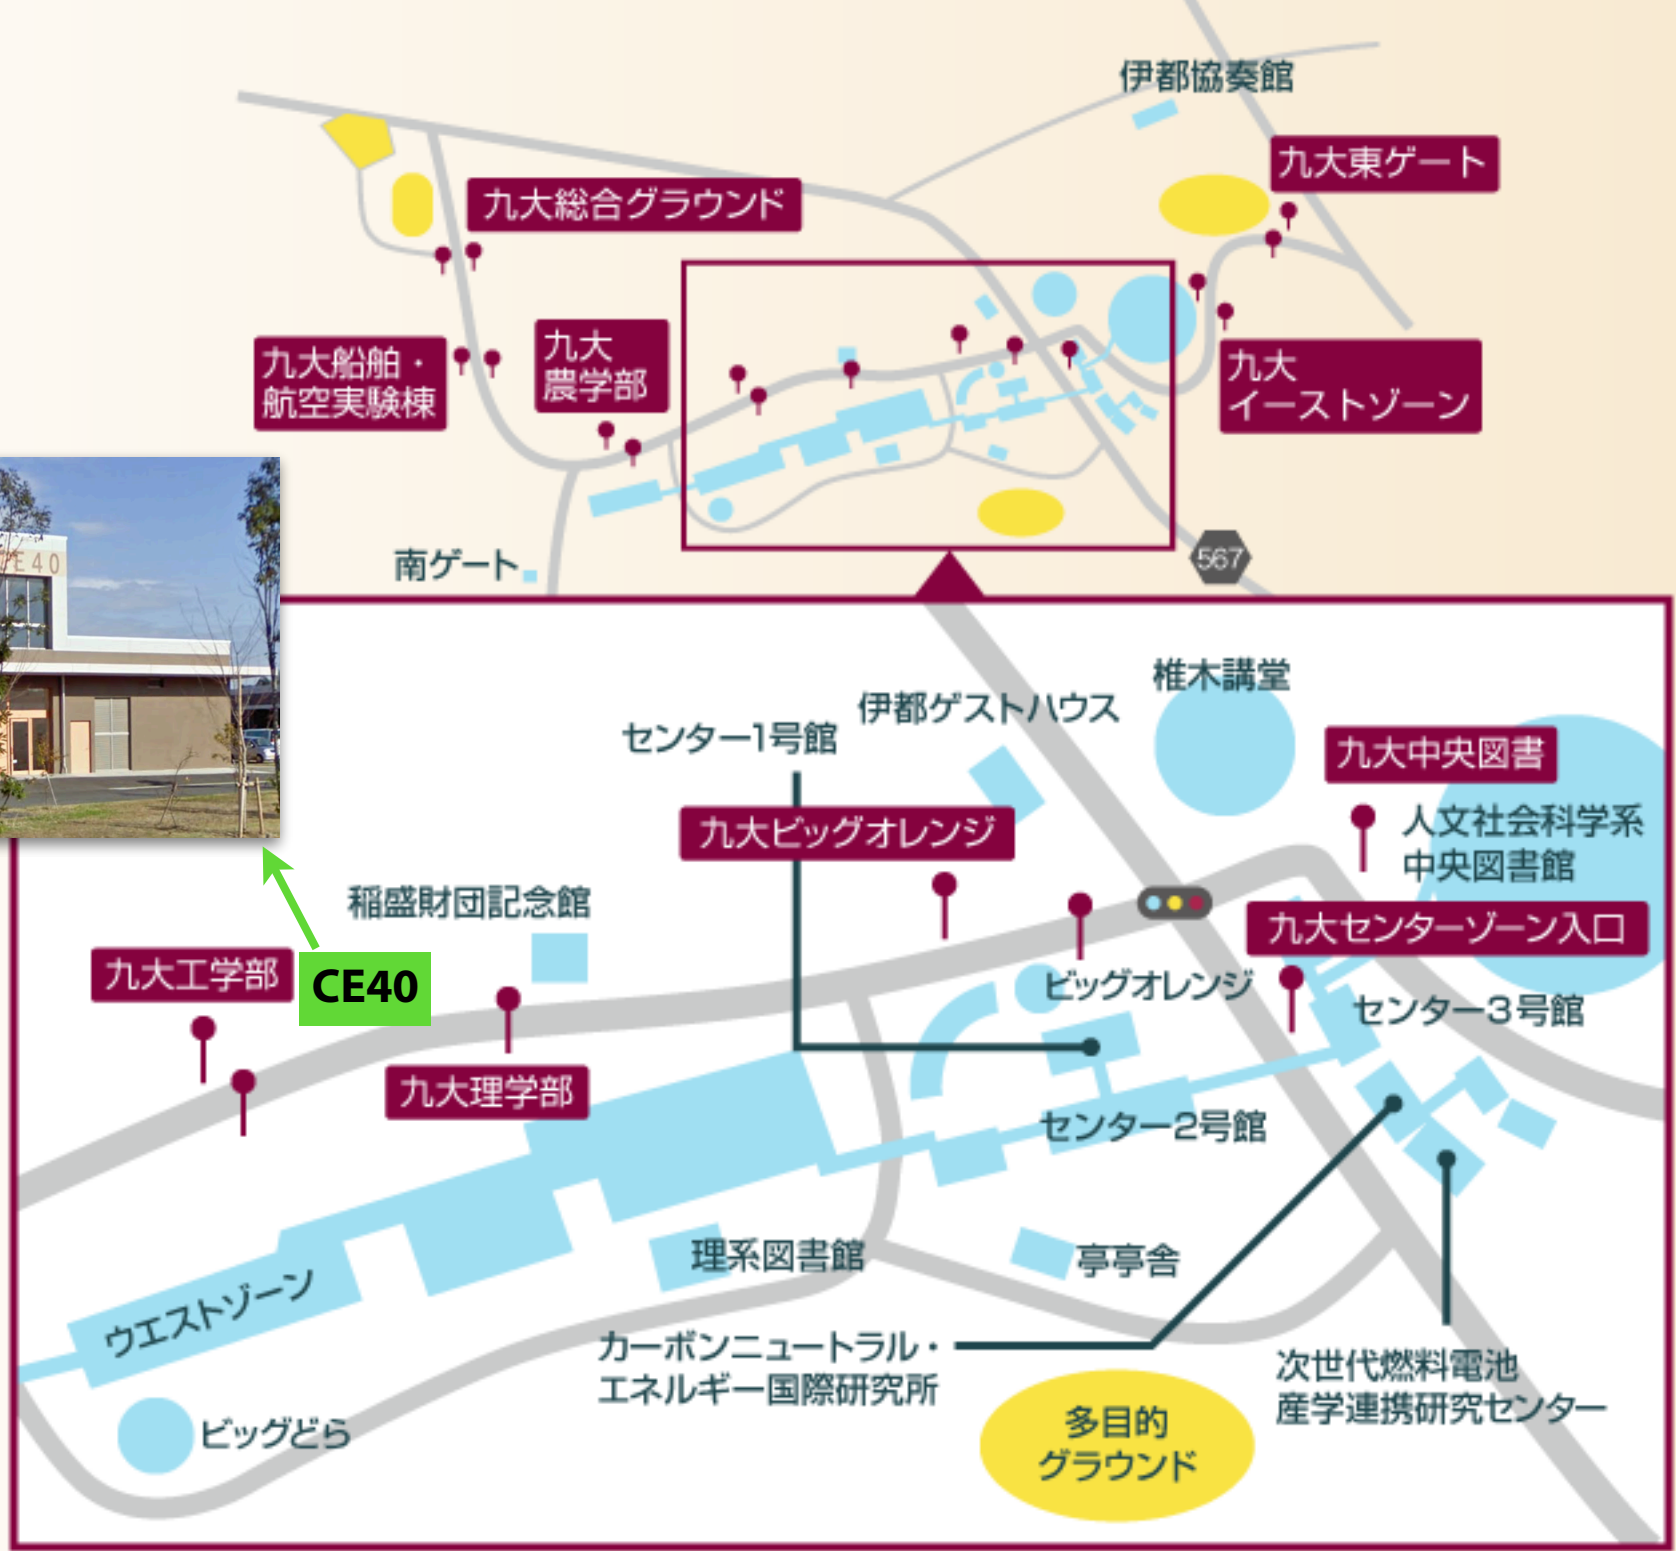 伊都協奏館
九大東ゲート
九大総合グラウンド
九大船舶・
航空実験棟
九大
農学部
九大
イーストゾーン
南ゲート
567
CE40
椎木講堂
伊都ゲストハウス
センター1号館
九大中央図書
九大ビッグオレンジ
人文社会科学系
中央図書館
稲盛財団記念館
九大センターゾーン入口
九大工学部
CE40
ビッグオレンジ
センター3号館
九大理学部
センター2号館
理系図書館
亭亭舎
ウエストゾーン
カーボンニュートラル・
エネルギー国際研究所
次世代燃料電池
産学連携研究センター
ビッグどら
多目的
グラウンド